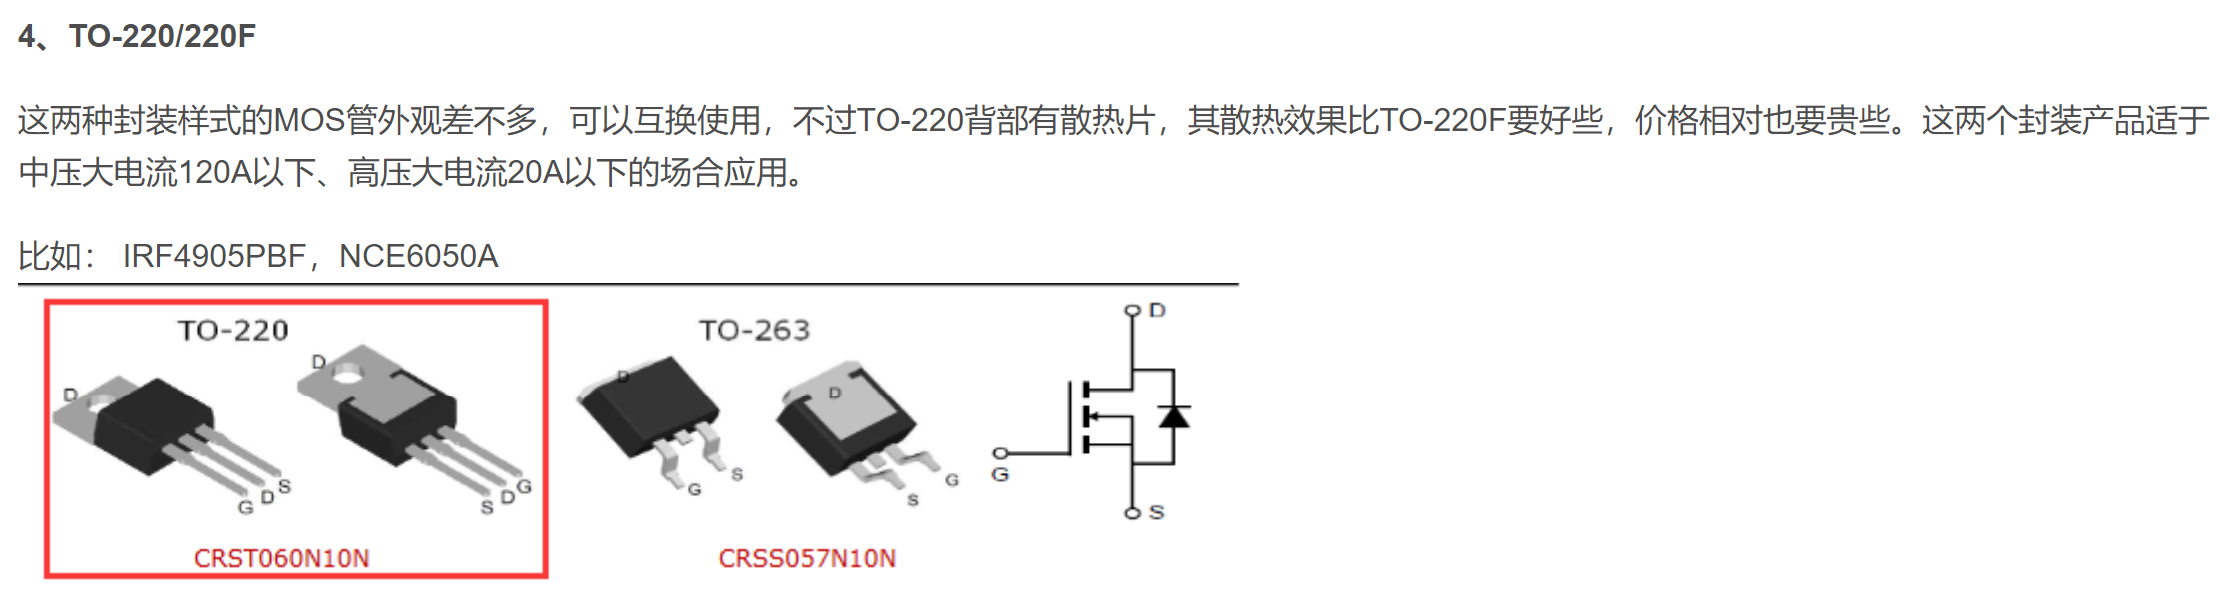 4、TO-220/220F
这两种封装样式的MOS管外观差不多，可以互换使用，不过TO-220背部有散热片，其散热效果比TO-220F要好些，价格相对也要贵些。这两个封装产品适于
中压大电流120A以下、高压大电流20A以下的场合应用。
比如： IRF4905PBF，NCE6050A
TO-220
D
G D S
D
S D G
CRST060N10N
TO-263
D
G S
D
S G
CRSS057N10N
D
G
S